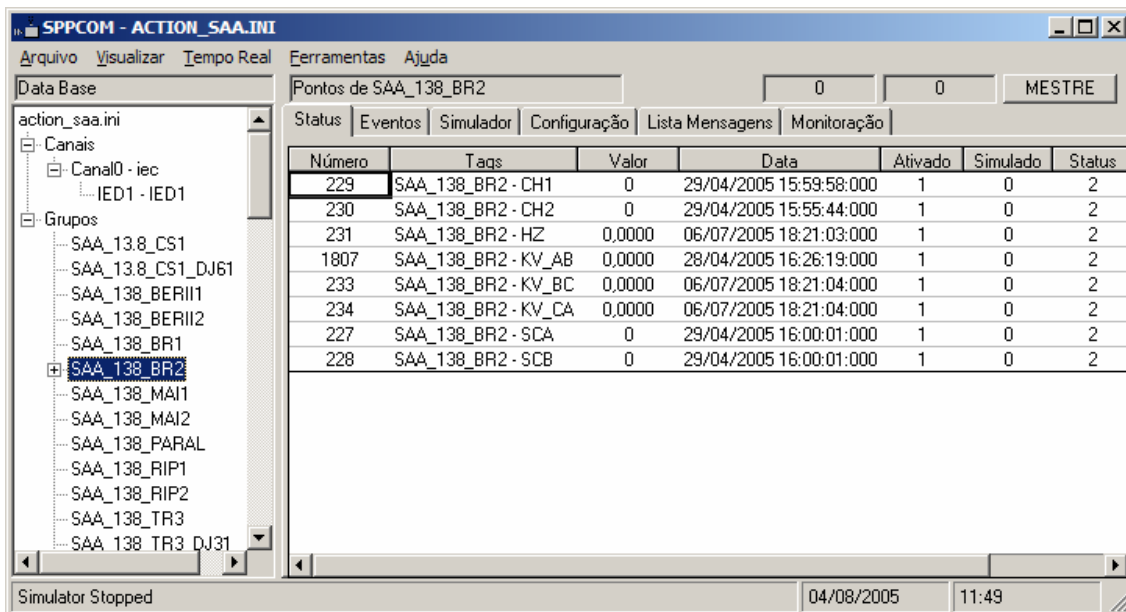 SPPCOM - ACTION_SAA.INI
Arquivo Visualizar Tempo Real Ferramentas Ajuda
Data Base
Pontos de SAA_138_BR2 0 0 MESTRE
Status Eventos Simulador Configuração Lista Mensagens Monitoração
action_saa.ini
Canais
Canal0 - iec
IED1 - IED1
Grupos
SAA_13.8_CS1
SAA_13.8_CS1_DJ61
SAA_138_BERII1
SAA_138_BERII2
SAA_138_BR1
SAA_138_BR2
SAA_138_MAI1
SAA_138_MAI2
SAA_138_PARAL
SAA_138_RIP1
SAA_138_RIP2
SAA_138_TR3
SAA_138_TR3_DJ31
Número Tags Valor Data Ativado Simulado Status
229 SAA_138_BR2 - CH1 0 29/04/2005 15:59:58:000 1 0 2
230 SAA_138_BR2 - CH2 0 29/04/2005 15:55:44:000 1 0 2
231 SAA_138_BR2 - HZ 0,0000 06/07/2005 18:21:03:000 1 0 2
1807 SAA_138_BR2 - KV_AB 0,0000 28/04/2005 16:26:19:000 1 0 2
233 SAA_138_BR2 - KV_BC 0,0000 06/07/2005 18:21:04:000 1 0 2
234 SAA_138_BR2 - KV_CA 0,0000 06/07/2005 18:21:04:000 1 0 2
227 SAA_138_BR2 - SCA 0 29/04/2005 16:00:01:000 1 0 2
228 SAA_138_BR2 - SCB 0 29/04/2005 16:00:01:000 1 0 2
Simulator Stopped 04/08/2005 11:49